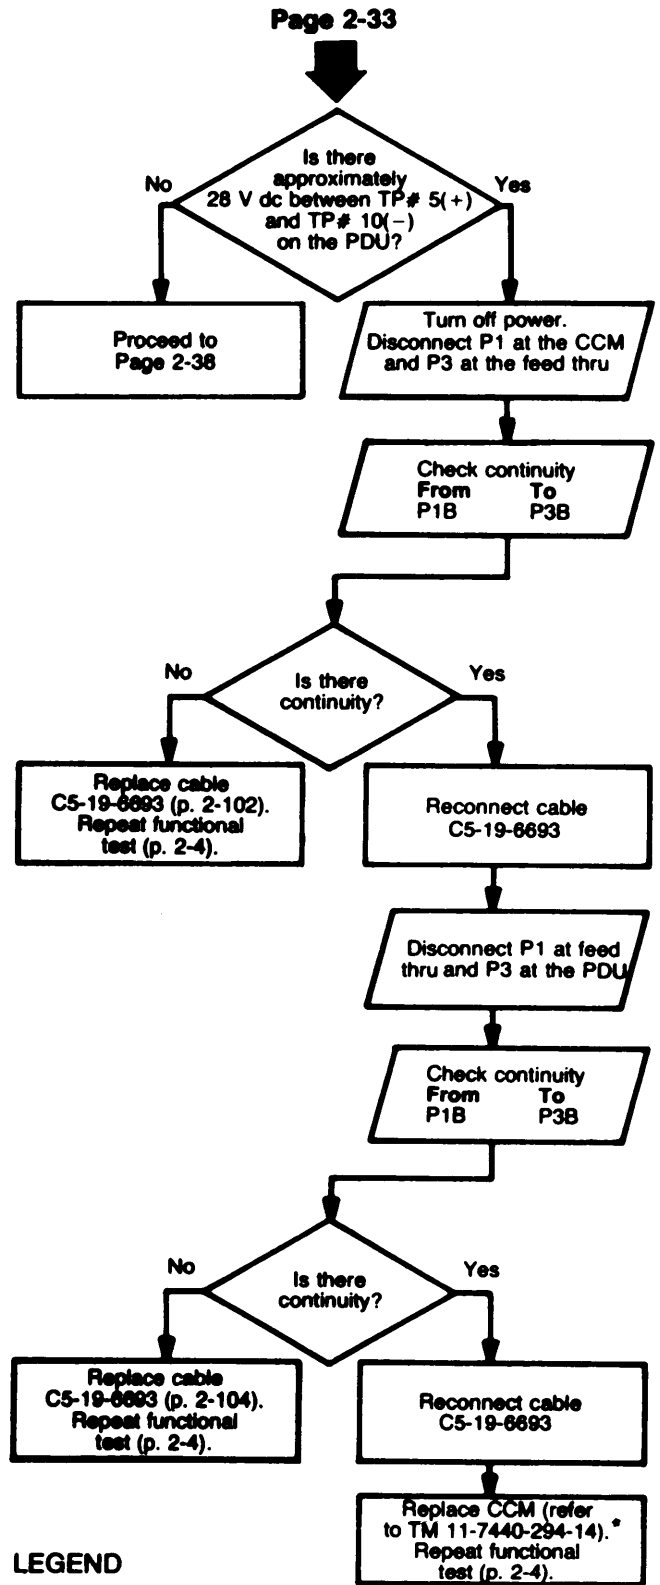 Page 2-33
Is there
approximately
28 V dc between TP# 5(+)
and TP# 10(-)
on the PDU?
No
Yes
Proceed to
Page 2-38
Turn off power.
Disconnect P1 at the CCM
and P3 at the feed thru
Check continuity
From To
P1B P3B
Is there
continuity?
No
Yes
Replace cable
C5-19-6693 (p. 2-102).
Repeat functional
test (p. 2-4).
Reconnect cable
C5-19-6693
Disconnect P1 at feed
thru and P3 at the PDU
Check continuity
From To
P1B P3B
Is there
continuity?
No
Yes
Replace cable
C5-19-6693 (p. 2-104).
Repeat functional
test (p. 2-4).
Reconnect cable
C5-19-6693
Replace CCM (refer
to TM 11-7440-294-14).*
Repeat functional
test (p. 2-4).
LEGEND